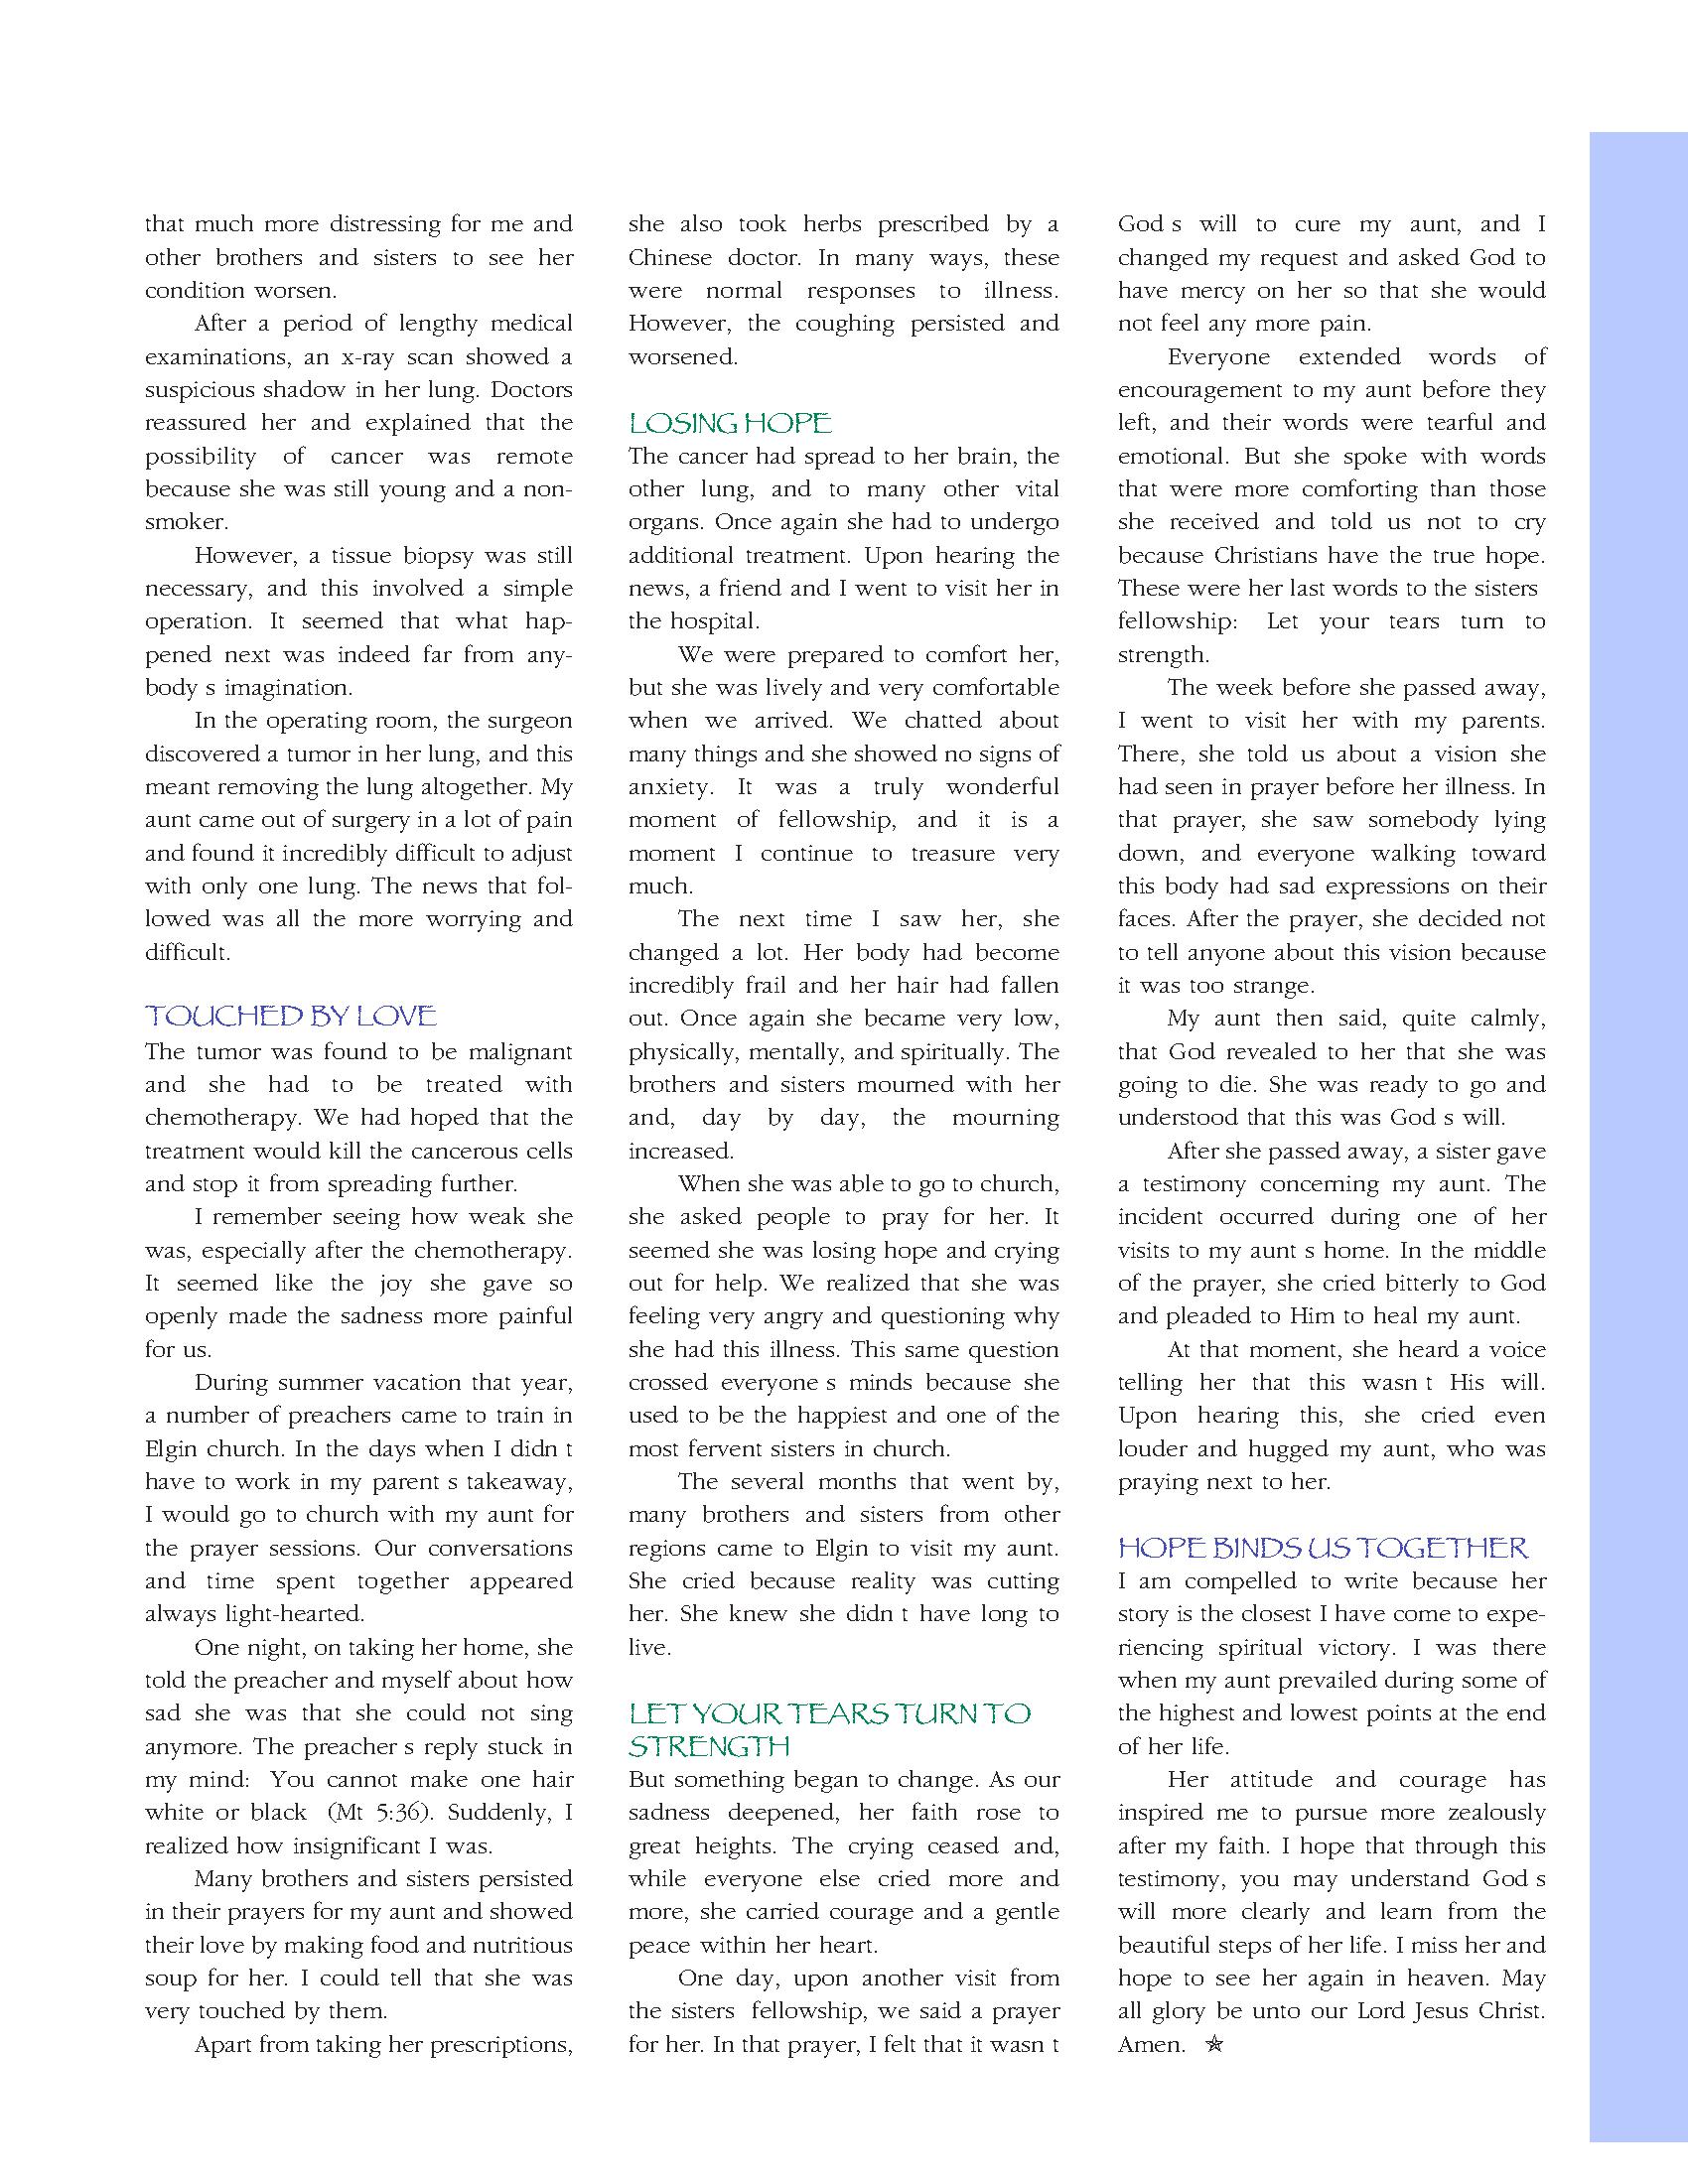 that much more distressing for me and
other brothers and sisters to see her
condition worsen.
After a period of lengthy medical
examinations, an x-ray scan showed a
suspicious shadow in her lung. Doctors
reassured her and explained that the
possibility of cancer was remote
because she was still young and a non-
smoker.
However, a tissue biopsy was still
necessary, and this involved a simple
operation. It seemed that what hap-
pened next was indeed far from any-
body s imagination.
In the operating room, the surgeon
discovered a tumor in her lung, and this
meant removing the lung altogether. My
aunt came out of surgery in a lot of pain
and found it incredibly difficult to adjust
with only one lung. The news that fol-
lowed was all the more worrying and
difficult.
TOUCHED BY LOVE
The tumor was found to be malignant
and she had to be treated with
chemotherapy. We had hoped that the
treatment would kill the cancerous cells
and stop it from spreading further.
I remember seeing how weak she
was, especially after the chemotherapy.
It seemed like the joy she gave so
openly made the sadness more painful
for us.
During summer vacation that year,
a number of preachers came to train in
Elgin church. In the days when I didn t
have to work in my parent s takeaway,
I would go to church with my aunt for
the prayer sessions. Our conversations
and time spent together appeared
always light-hearted.
One night, on taking her home, she
told the preacher and myself about how
sad she was that she could not sing
anymore. The preacher s reply stuck in
my mind: You cannot make one hair
white or black (Mt 5:36). Suddenly, I
realized how insignificant I was.
Many brothers and sisters persisted
in their prayers for my aunt and showed
their love by making food and nutritious
soup for her. I could tell that she was
very touched by them.
Apart from taking her prescriptions,
she also took herbs prescribed by a
Chinese doctor. In many ways, these
were normal responses to illness.
However, the coughing persisted and
worsened.
LOSING HOPE
The cancer had spread to her brain, the
other lung, and to many other vital
organs. Once again she had to undergo
additional treatment. Upon hearing the
news, a friend and I went to visit her in
the hospital.
We were prepared to comfort her,
but she was lively and very comfortable
when we arrived. We chatted about
many things and she showed no signs of
anxiety. It was a truly wonderful
moment of fellowship, and it is a
moment I continue to treasure very
much.
The next time I saw her, she
changed a lot. Her body had become
incredibly frail and her hair had fallen
out. Once again she became very low,
physically, mentally, and spiritually. The
brothers and sisters mourned with her
and, day by day, the mourning
increased.
When she was able to go to church,
she asked people to pray for her. It
seemed she was losing hope and crying
out for help. We realized that she was
feeling very angry and questioning why
she had this illness. This same question
crossed everyone s minds because she
used to be the happiest and one of the
most fervent sisters in church.
The several months that went by,
many brothers and sisters from other
regions came to Elgin to visit my aunt.
She cried because reality was cutting
her. She knew she didn t have long to
live.
LET YOUR TEARS TURN TO
STRENGTH
But something began to change. As our
sadness deepened, her faith rose to
great heights. The crying ceased and,
while everyone else cried more and
more, she carried courage and a gentle
peace within her heart.
One day, upon another visit from
the sisters fellowship, we said a prayer
for her. In that prayer, I felt that it wasn t
God s will to cure my aunt, and I
changed my request and asked God to
have mercy on her so that she would
not feel any more pain.
Everyone extended words of
encouragement to my aunt before they
left, and their words were tearful and
emotional. But she spoke with words
that were more comforting than those
she received and told us not to cry
because Christians have the true hope.
These were her last words to the sisters
fellowship: Let your tears turn to
strength.
The week before she passed away,
I went to visit her with my parents.
There, she told us about a vision she
had seen in prayer before her illness. In
that prayer, she saw somebody lying
down, and everyone walking toward
this body had sad expressions on their
faces. After the prayer, she decided not
to tell anyone about this vision because
it was too strange.
My aunt then said, quite calmly,
that God revealed to her that she was
going to die. She was ready to go and
understood that this was God s will.
After she passed away, a sister gave
a testimony concerning my aunt. The
incident occurred during one of her
visits to my aunt s home. In the middle
of the prayer, she cried bitterly to God
and pleaded to Him to heal my aunt.
At that moment, she heard a voice
telling her that this wasn t His will.
Upon hearing this, she cried even
louder and hugged my aunt, who was
praying next to her.
HOPE BINDS US TOGETHER
I am compelled to write because her
story is the closest I have come to expe-
riencing spiritual victory. I was there
when my aunt prevailed during some of
the highest and lowest points at the end
of her life.
Her attitude and courage has
inspired me to pursue more zealously
after my faith. I hope that through this
testimony, you may understand God s
will more clearly and learn from the
beautiful steps of her life. I miss her and
hope to see her again in heaven. May
all glory be unto our Lord Jesus Christ.
Amen. ✯